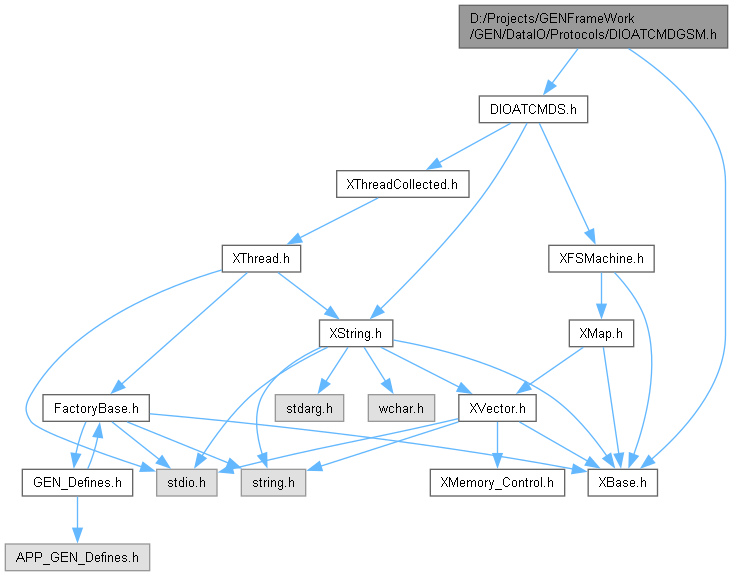 D:/Projects/GENFrameWork
/GEN/DataIO/Protocols/DIOATCMDGSM.h
DIOATCMDS.h
XThreadCollected.h
XThread.h
XFSMachine.h
XString.h
XMap.h
FactoryBase.h
stdarg.h
wchar.h
XVector.h
GEN_Defines.h
stdio.h
string.h
XMemory_Control.h
XBase.h
APP_GEN_Defines.h